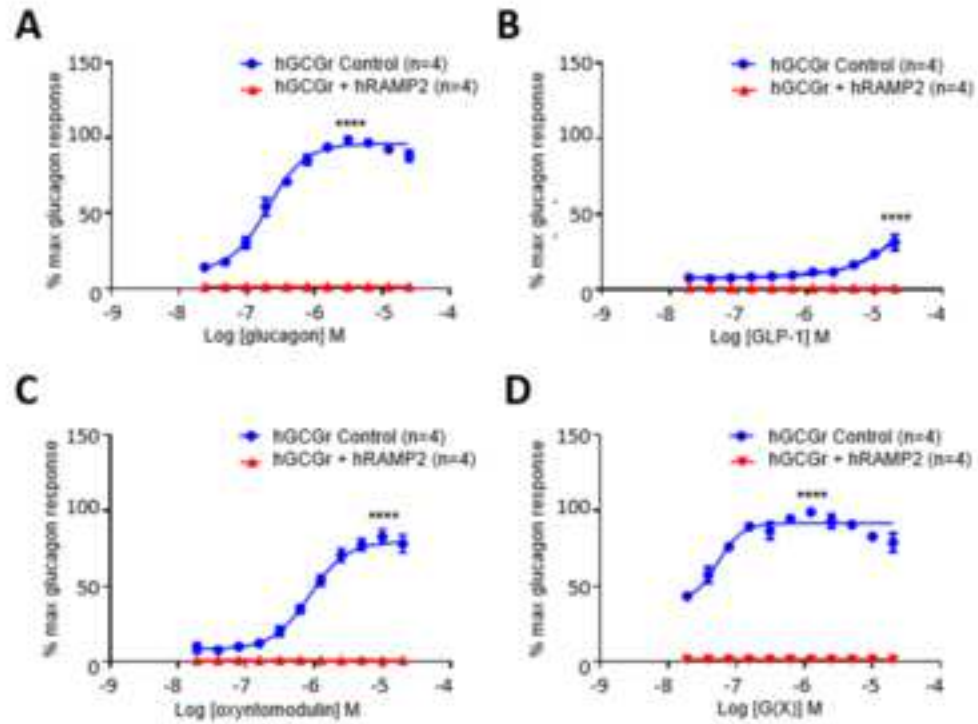 A
hGCGr Control (n=4)
hGCGr + hRAMP2 (n=4)
****
% max glucagon response
150
100
50
0
-9 -8 -7 -6 -5 -4
Log [glucagon] M
B
hGCGr Control (n=4)
hGCGr + hRAMP2 (n=4)
****
% max glucagon response
150
100
50
0
-9 -8 -7 -6 -5 -4
Log [GLP-1] M
C
hGCGr Control (n=4)
hGCGr + hRAMP2 (n=4)
****
% max glucagon response
150
100
50
0
-9 -8 -7 -6 -5 -4
Log [oxyntomodulin] M
D
hGCGr Control (n=4)
hGCGr + hRAMP2 (n=4)
****
% max glucagon response
150
100
50
0
-9 -8 -7 -6 -5 -4
Log [G(X)] M